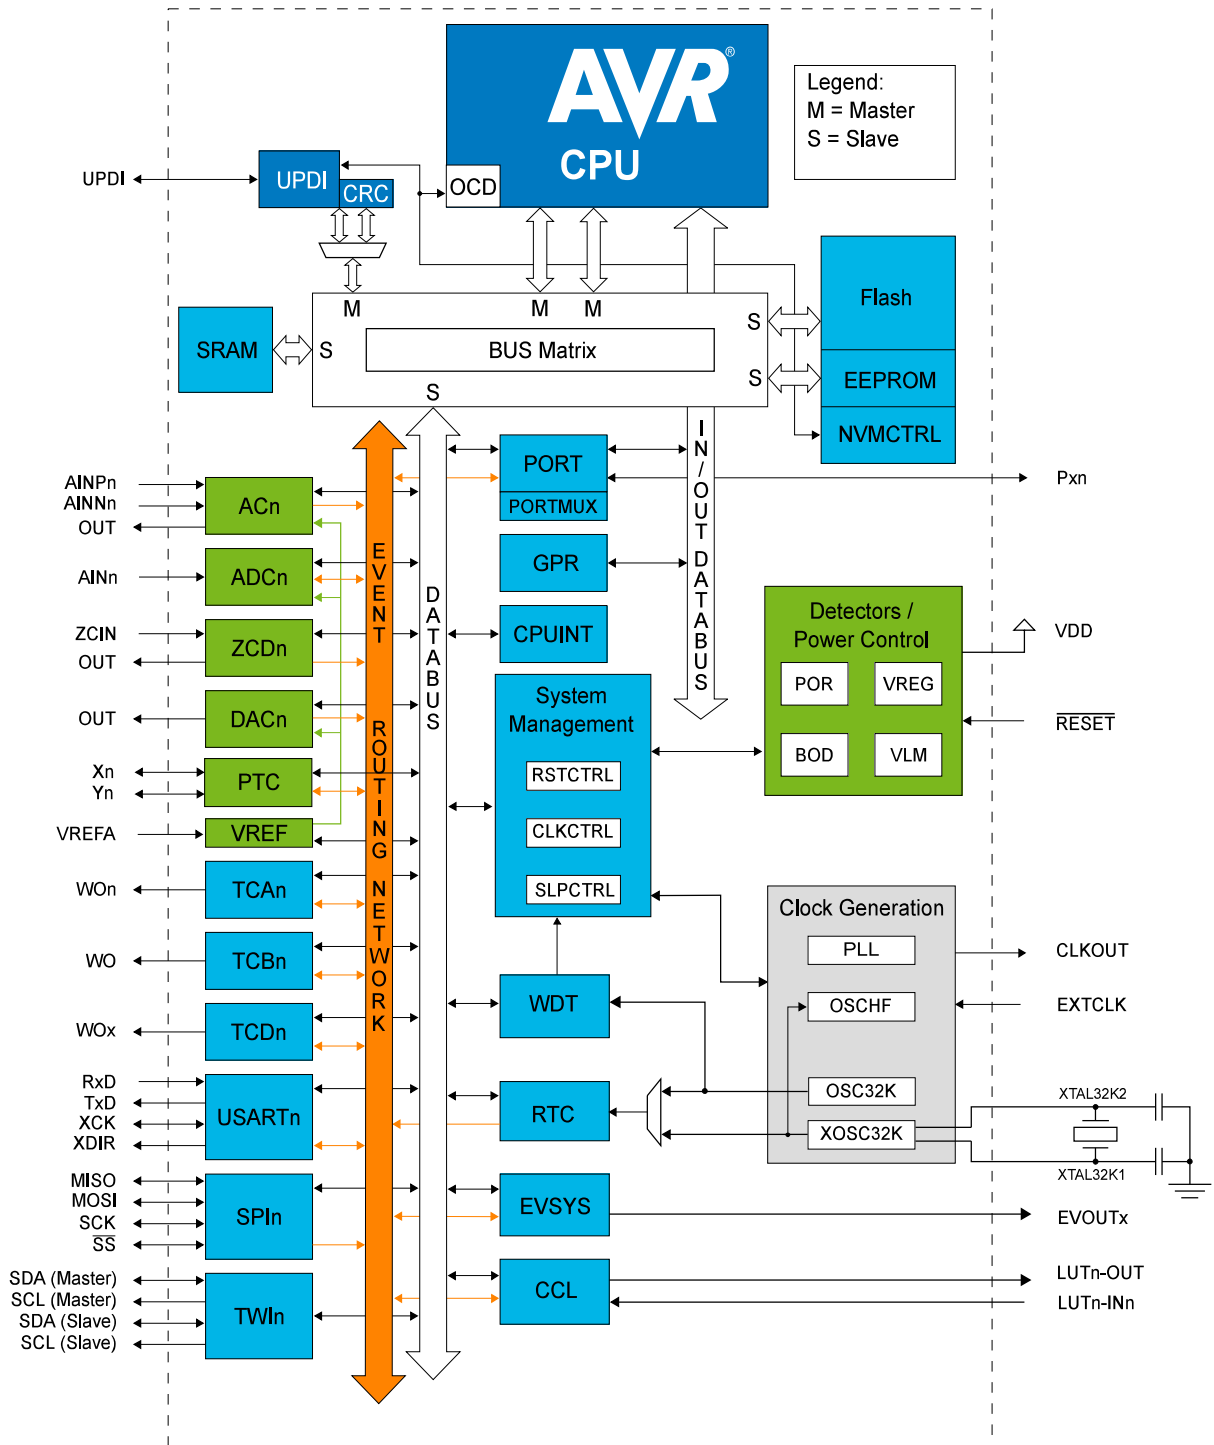 AVR®
CPU
OCD
Legend:
M = Master
S = Slave
UPDI
UPDI
CRC
M
M
M
SRAM
S
BUS Matrix
S
S
S
Flash
EEPROM
NVMCTRL
EVENT ROUTING NETWORK
DATABUS
IN/OUT DATABUS
AINPn
AINNn
OUT
ACn
AINn
ADCn
ZCIN
OUT
ZCDn
OUT
DACn
Xn
Yn
PTC
VREFA
VREF
WOn
TCAn
WO
TCBn
WOx
TCDn
RxD
TxD
XCK
XDIR
USARTn
MISO
MOSI
SCK
SS
SPIn
SDA (Master)
SCL (Master)
SDA (Slave)
SCL (Slave)
TWIn
PORT
PORTMUX
Pxn
GPR
CPUINT
System
Management
RSTCTRL
CLKCTRL
SLPCTRL
Detectors /
Power Control
POR
VREG
BOD
VLM
VDD
RESET
WDT
RTC
EVSYS
CCL
Clock Generation
PLL
OSCHF
OSC32K
XOSC32K
CLKOUT
EXTCLK
XTAL32K2
XTAL32K1
EVOUTx
LUTn-OUT
LUTn-INn